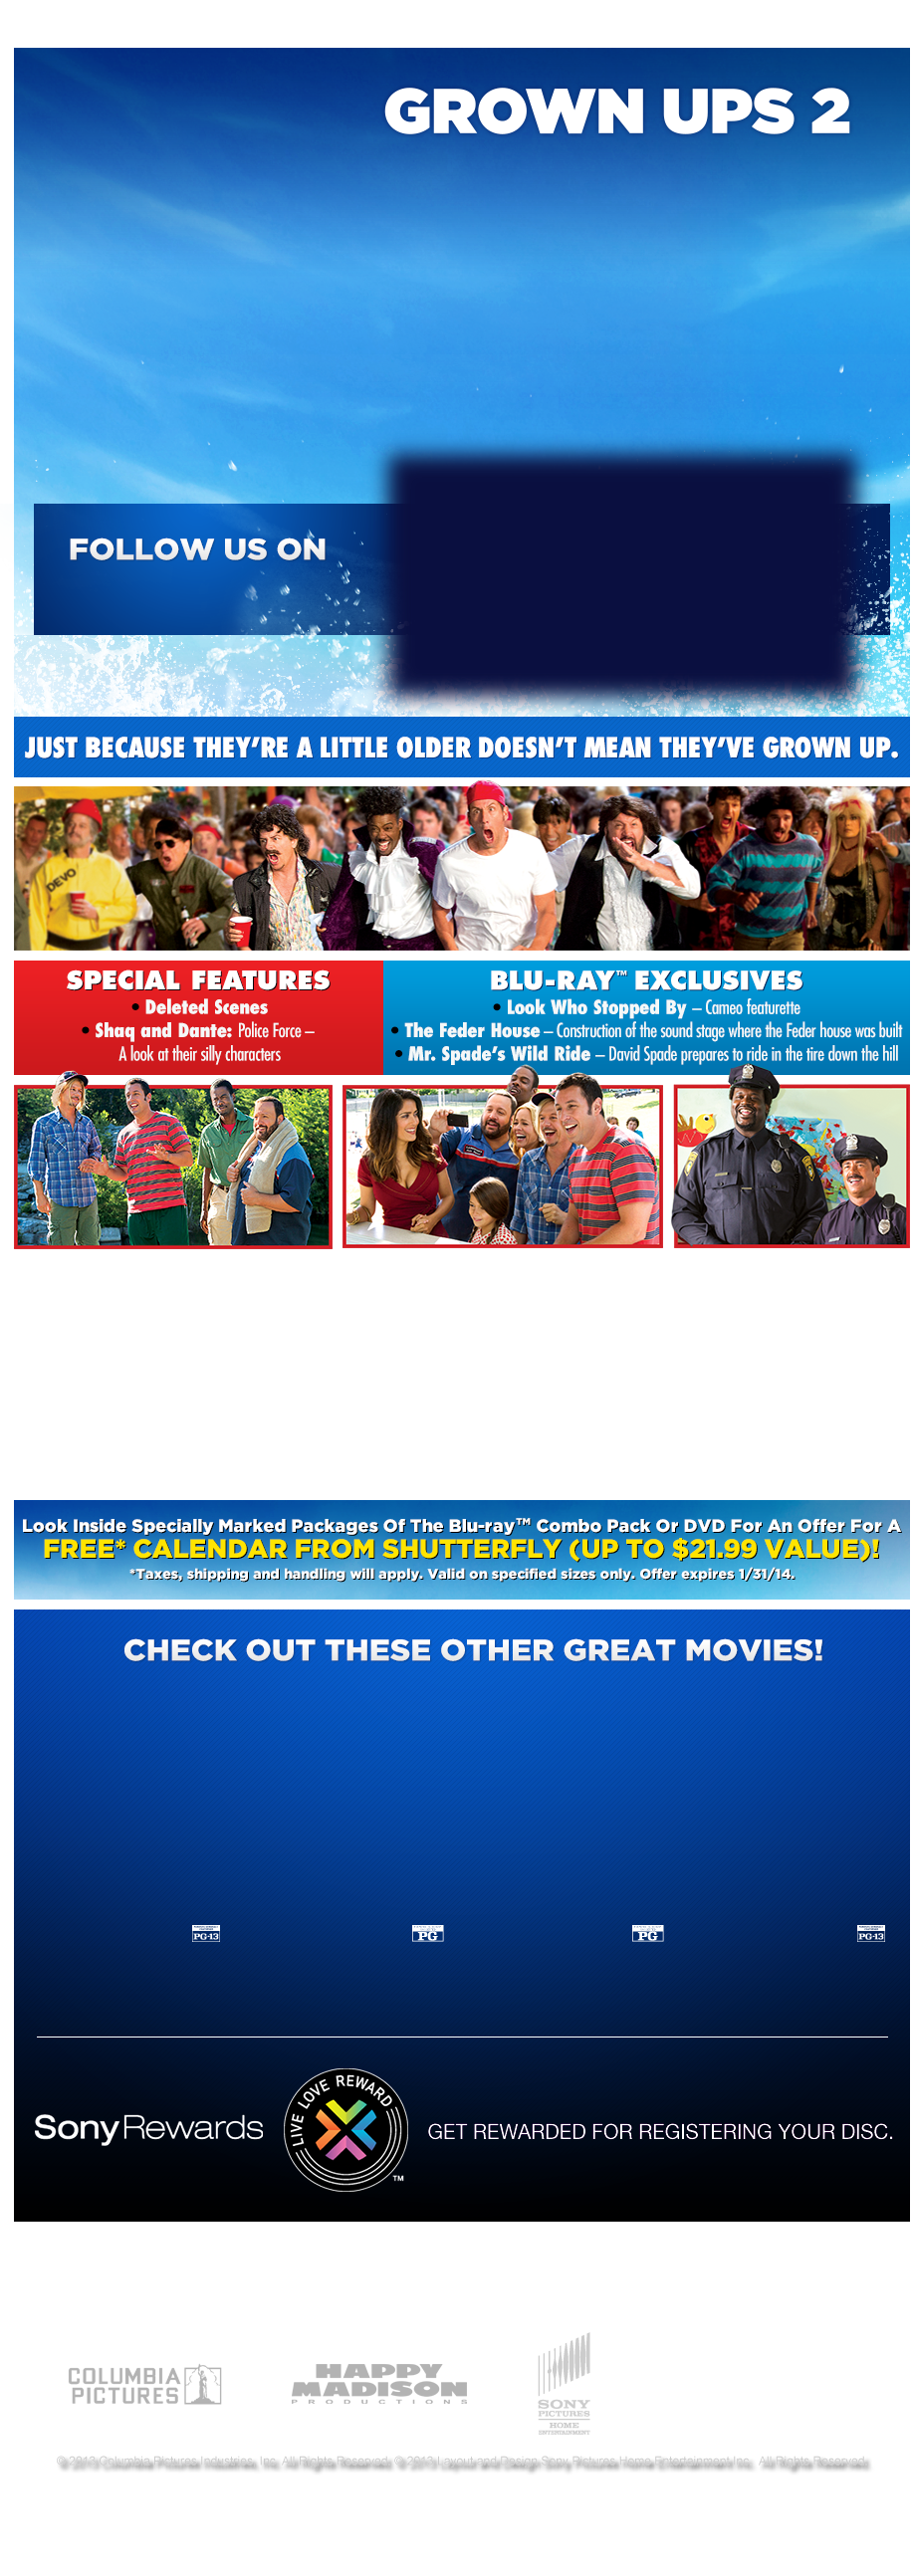 GROWN UPS 2
FOLLOW US ON
JUST BECAUSE THEY'RE A LITTLE OLDER DOESN'T MEAN THEY'VE GROWN UP.
DEVO
SPECIAL FEATURES
• Deleted Scenes
• Shaq and Dante: Police Force –
A look at their silly characters
BLU-RAY™ EXCLUSIVES
• Look Who Stopped By – Cameo featurette
• The Feder House – Construction of the sound stage where the Feder house was built
• Mr. Spade's Wild Ride – David Spade prepares to ride in the tire down the hill
Look Inside Specially Marked Packages Of The Blu-ray™ Combo Pack Or DVD For An Offer For A
FREE* CALENDAR FROM SHUTTERFLY (UP TO $21.99 VALUE)!
*Taxes, shipping and handling will apply. Valid on specified sizes only. Offer expires 1/31/14.
CHECK OUT THESE OTHER GREAT MOVIES!
PG-13
PG
PG
PG-13
Sony Rewards
LIVE LOVE REWARD
TM
GET REWARDED FOR REGISTERING YOUR DISC.
COLUMBIA
PICTURES
HAPPY
MADISON
PRODUCTIONS
SONY
PICTURES
HOME
ENTERTAINMENT
© 2013 Columbia Pictures Industries, Inc. All Rights Reserved. © 2013 Layout and Design Sony Pictures Home Entertainment Inc. All Rights Reserved.